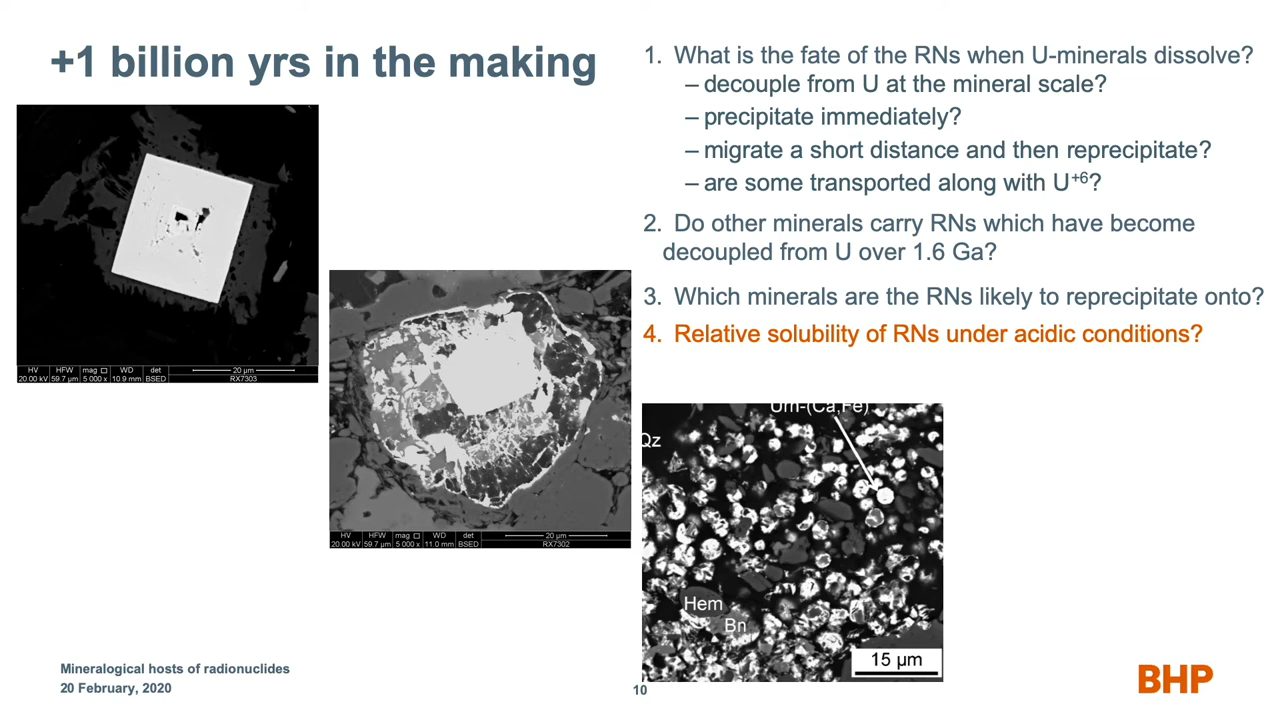 +1 billion yrs in the making
HV HFW mag WD det 20 µm
20.00 kV 59.7 µm 5 000 x 10.9 mm BSED RX7303
HV HFW mag WD det 20 µm
20.00 kV 59.7 µm 5 000 x 11.0 mm BSED RX7302
1. What is the fate of the RNs when U-minerals dissolve?
– decouple from U at the mineral scale?
– precipitate immediately?
– migrate a short distance and then reprecipitate?
– are some transported along with U+6?
2. Do other minerals carry RNs which have become
decoupled from U over 1.6 Ga?
3. Which minerals are the RNs likely to reprecipitate onto?
4. Relative solubility of RNs under acidic conditions?
Urn-(Ca,Fe)
Qz
Hem
Bn
15 µm
Mineralogical hosts of radionuclides
20 February, 2020
10
BHP